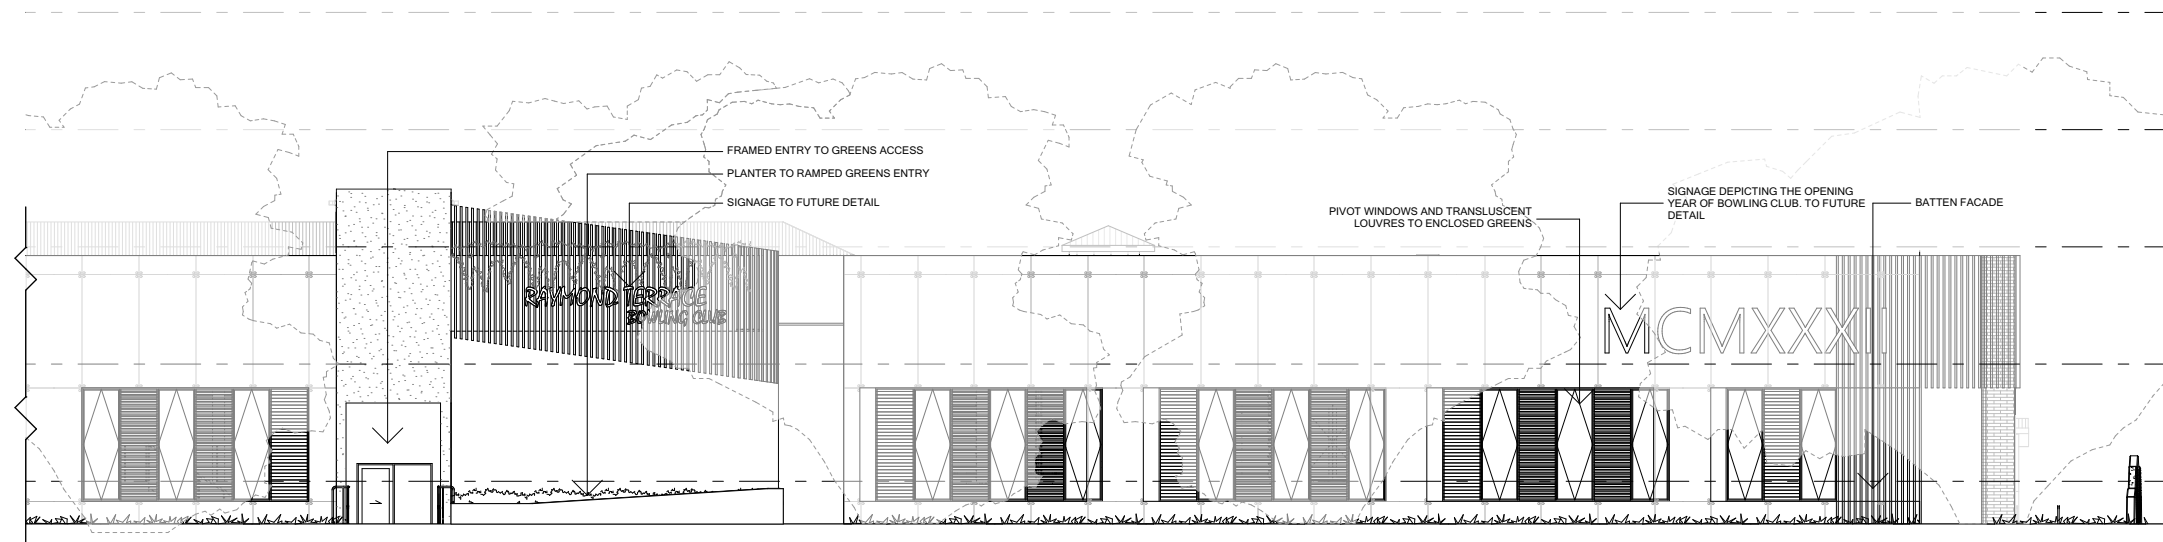 FRAMED ENTRY TO GREENS ACCESS
PLANTER TO RAMPED GREENS ENTRY
SIGNAGE TO FUTURE DETAIL
RAYMOND TERRACE
BOWLING CLUB
PIVOT WINDOWS AND TRANSLUSCENT
LOUVRES TO ENCLOSED GREENS
SIGNAGE DEPICTING THE OPENING
YEAR OF BOWLING CLUB. TO FUTURE
DETAIL
BATTEN FACADE
MCMXXXII